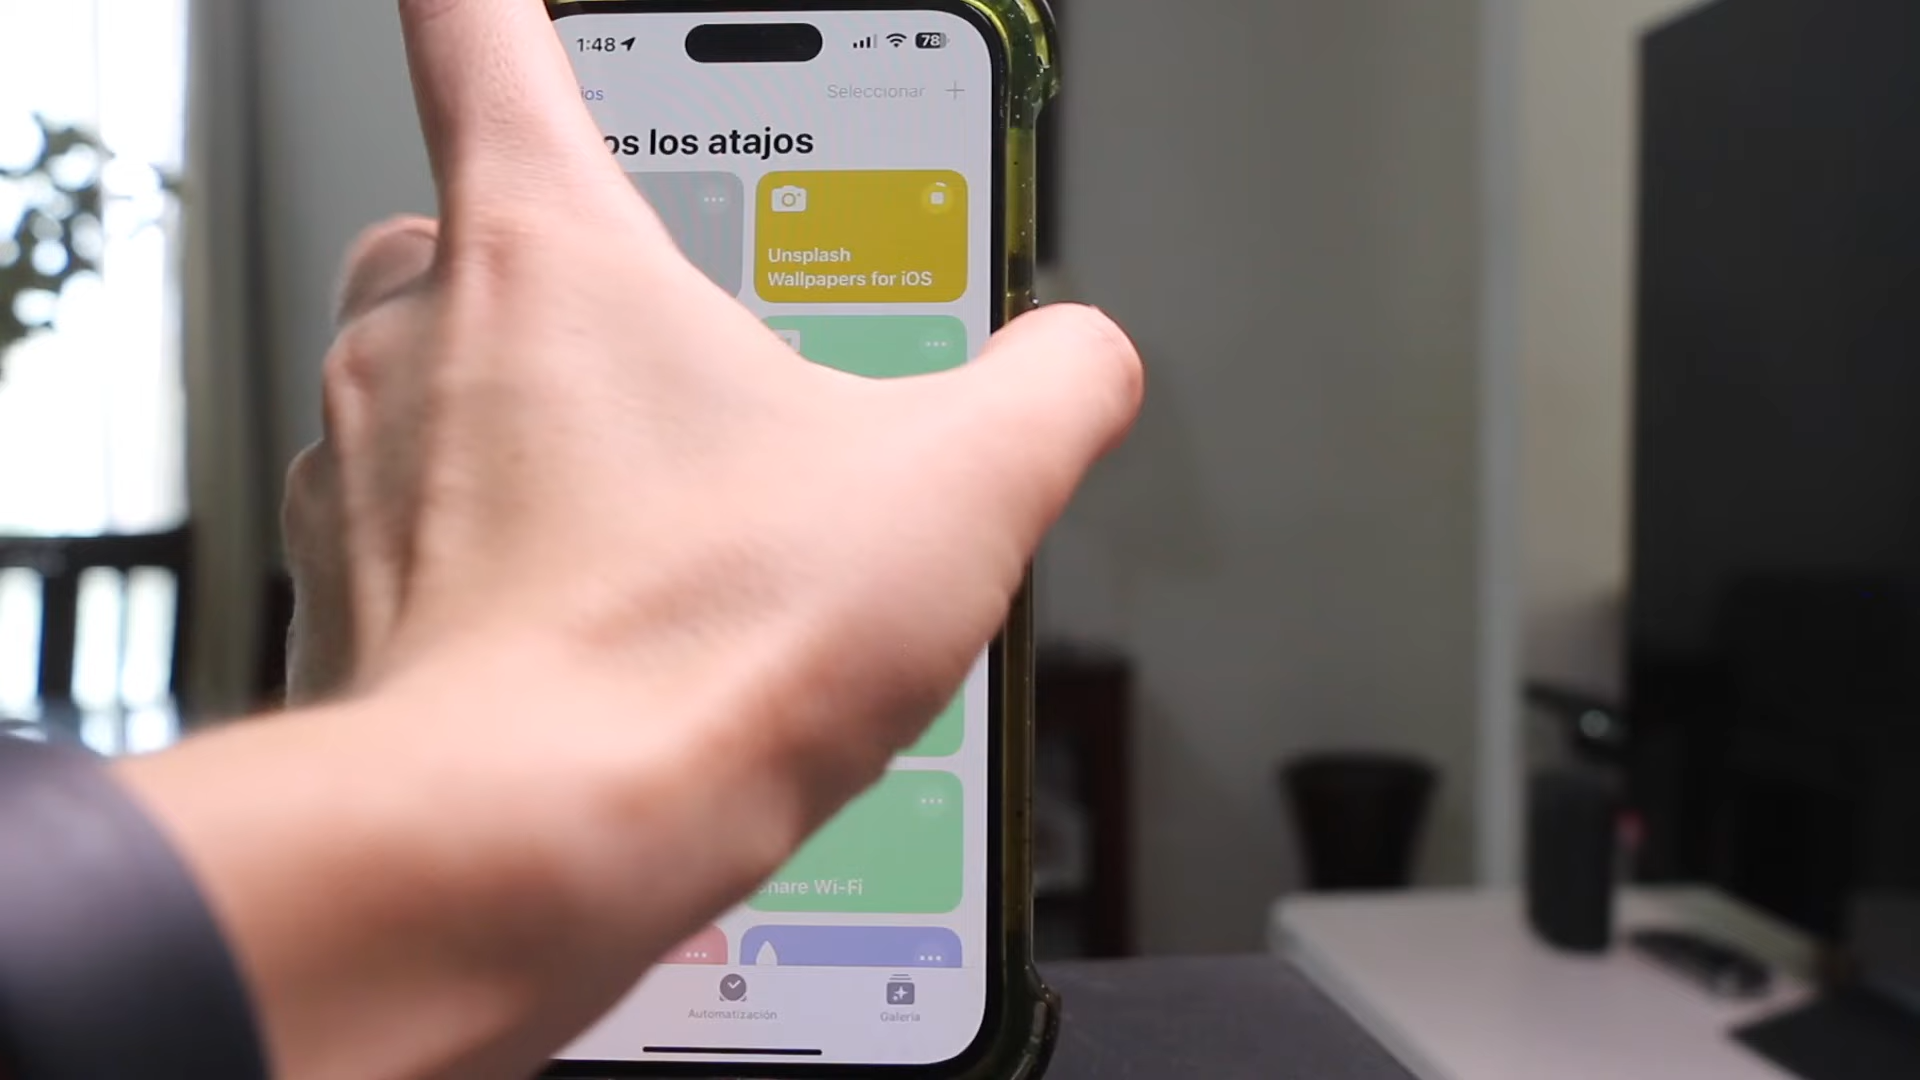 1:48
78
Seleccionar
los atajos
Unsplash
Wallpapers for iOS
Wi-Fi
Automatización
Galería